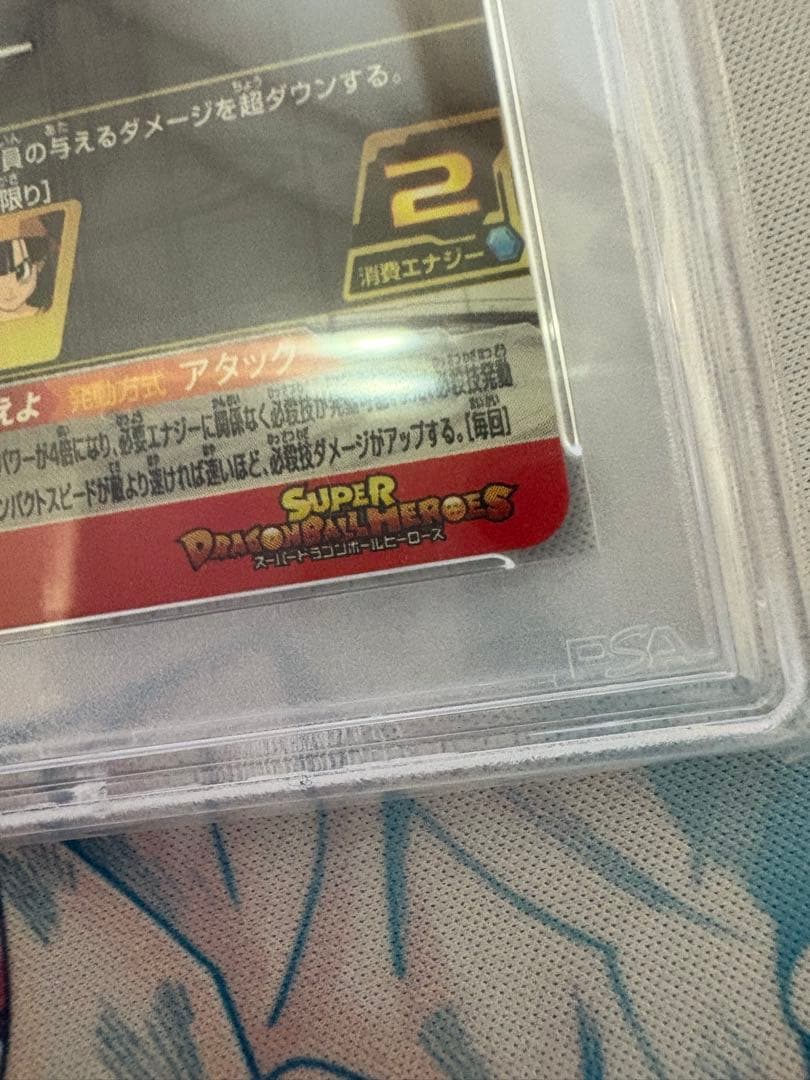 員の与えるダメージを超ダウンする。
限り]
2
消費エナジー
えよ 発動方式 アタック
パワーが4倍になり、必要エナジーに関係なく必殺技が発動
必殺技発動
ンパクトスピードが敵より速ければ速いほど、必殺技ダメージがアップする。[毎回]
SUPER
DRAGONBALL HEROES
スーパードラゴンボールヒーローズ
PSA